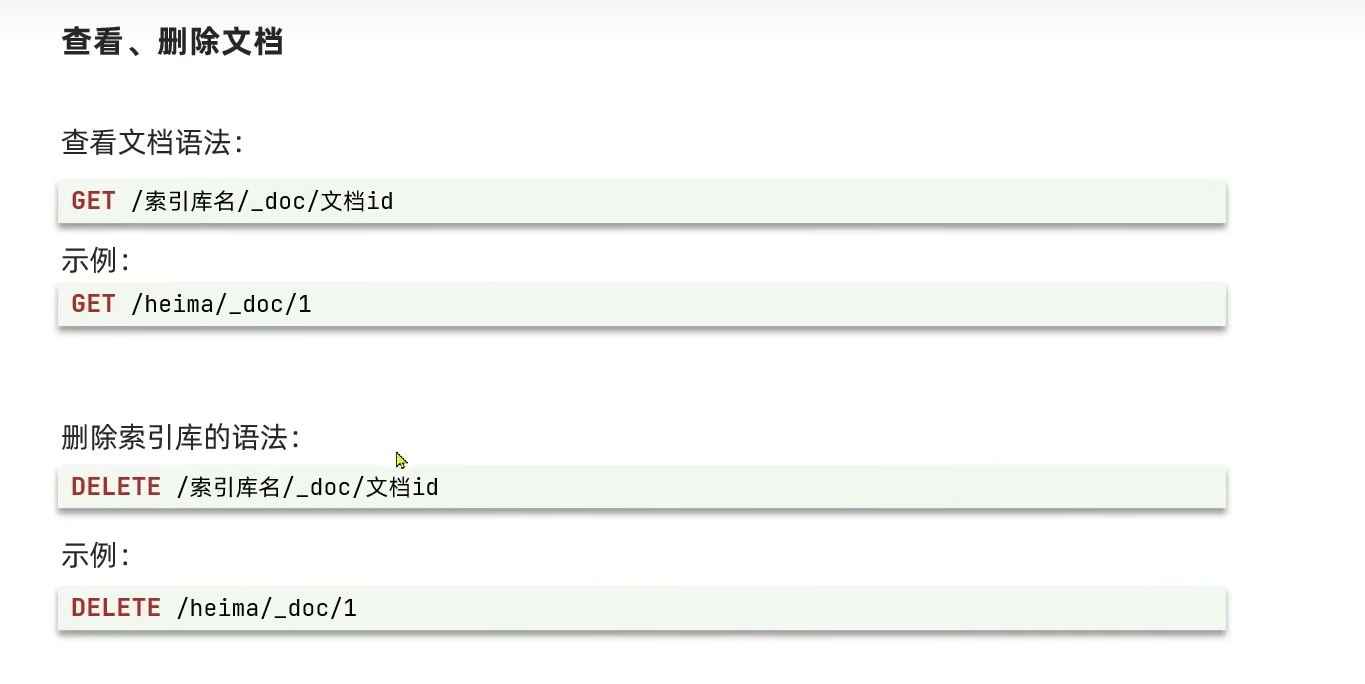 查看、删除文档
查看文档语法：
GET /索引库名/_doc/文档id
示例：
GET /heima/_doc/1
删除索引库的语法：
DELETE /索引库名/_doc/文档id
示例：
DELETE /heima/_doc/1